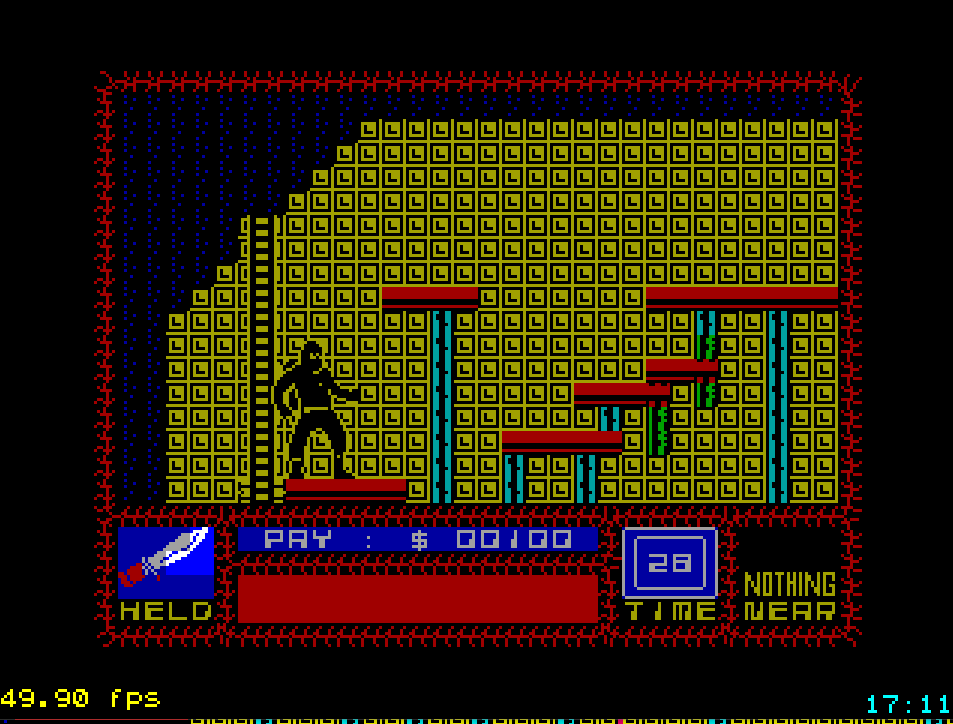 PAY : $ 00100
28
HELD
TIME
NOTHING
NEAR
49.90 fps
17:11